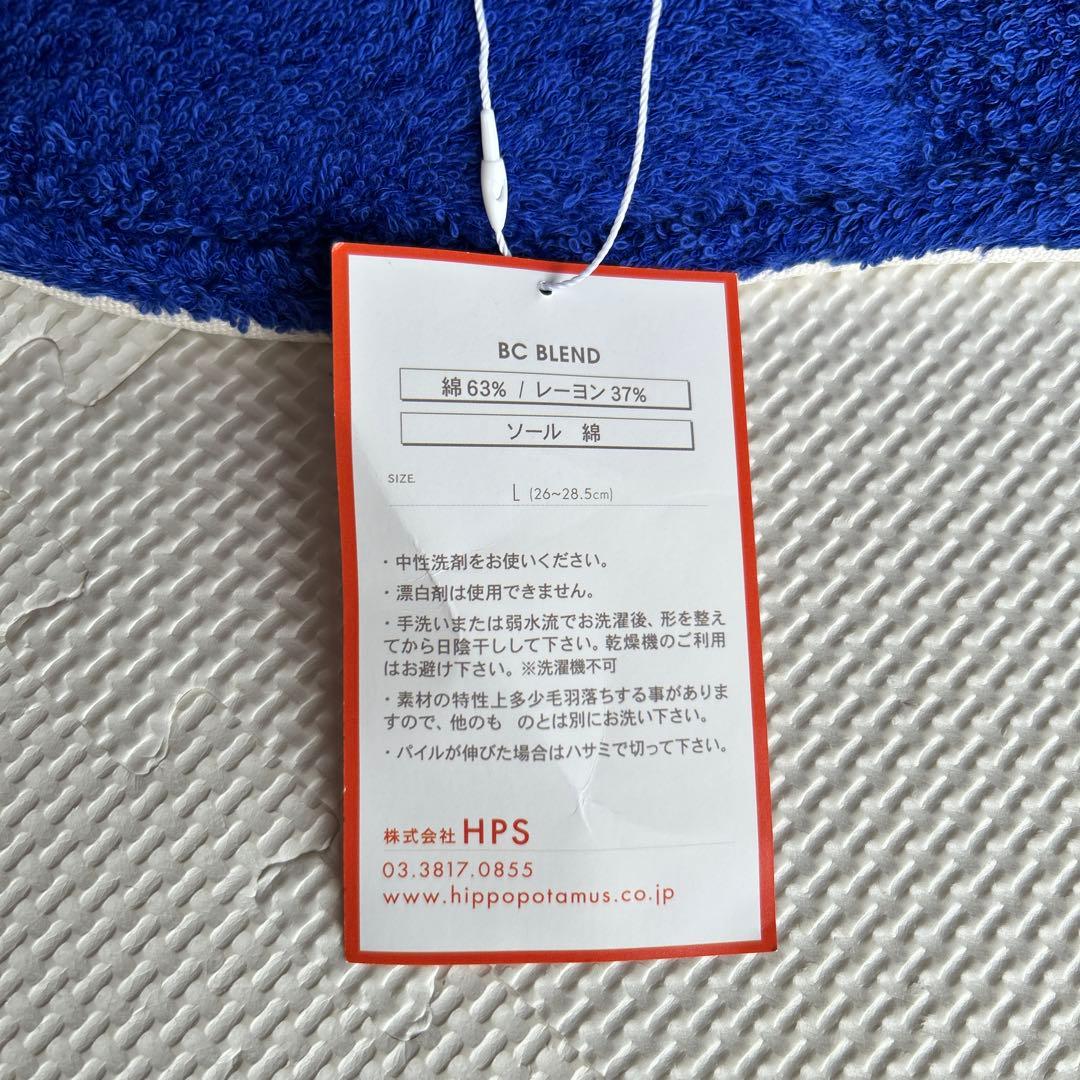 BC BLEND
綿 63% / レーヨン 37%
ソール 綿
SIZE.
L (26~28.5cm)
・中性洗剤をお使いください。
・漂白剤は使用できません。
・手洗いまたは弱水流でお洗濯後、形を整え
てから日陰干しして下さい。乾燥機のご利用
はお避け下さい。※洗濯機不可
・素材の特性上多少毛羽落ちする事がありま
すので、他のも のとは別にお洗い下さい。
・パイルが伸びた場合はハサミで切って下さい。
株式会社 HPS
03.3817.0855
www.hippopotamus.co.jp